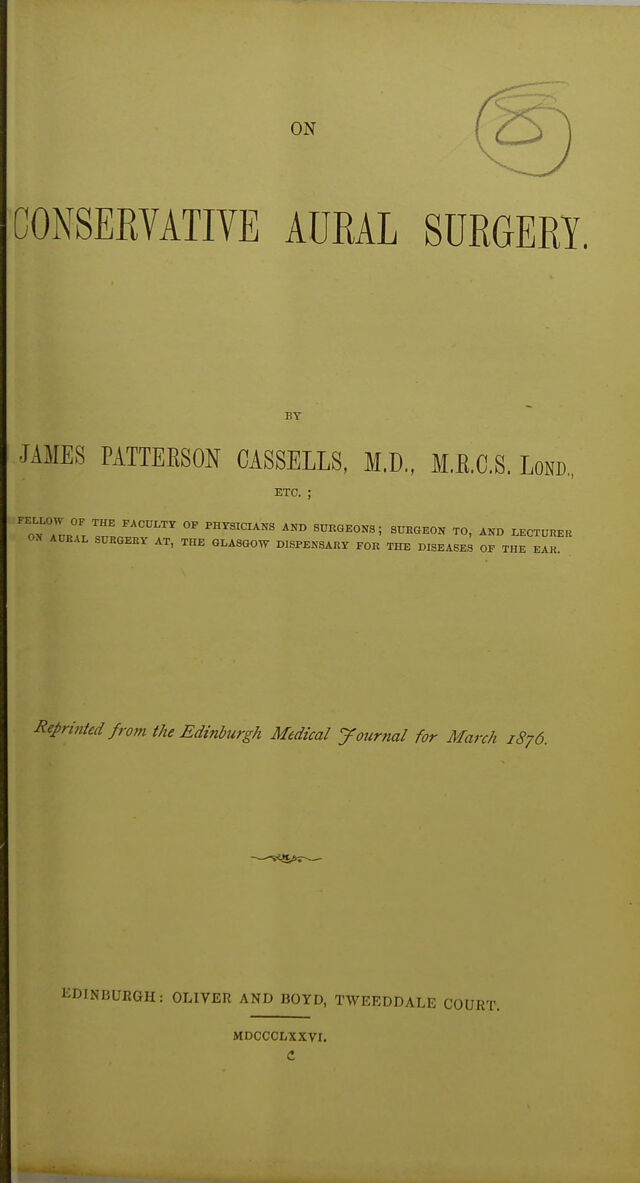 8
ON
CONSERVATIVE AURAL SURGERY.
BY
JAMES PATTERSON CASSELLS, M.D., M.R.C.S. LOND.,
ETC. ;
FELLOW OF THE FACULTY OF PHYSICIANS AND SURGEONS; SURGEON TO, AND LECTURER
ON AURAL SURGERY AT, THE GLASGOW DISPENSARY FOR THE DISEASES OF THE EAR.
Reprinted from the Edinburgh Medical Journal for March 1876.
EDINBURGH: OLIVER AND BOYD, TWEEDDALE COURT.
MDCCCLXXVI.
C